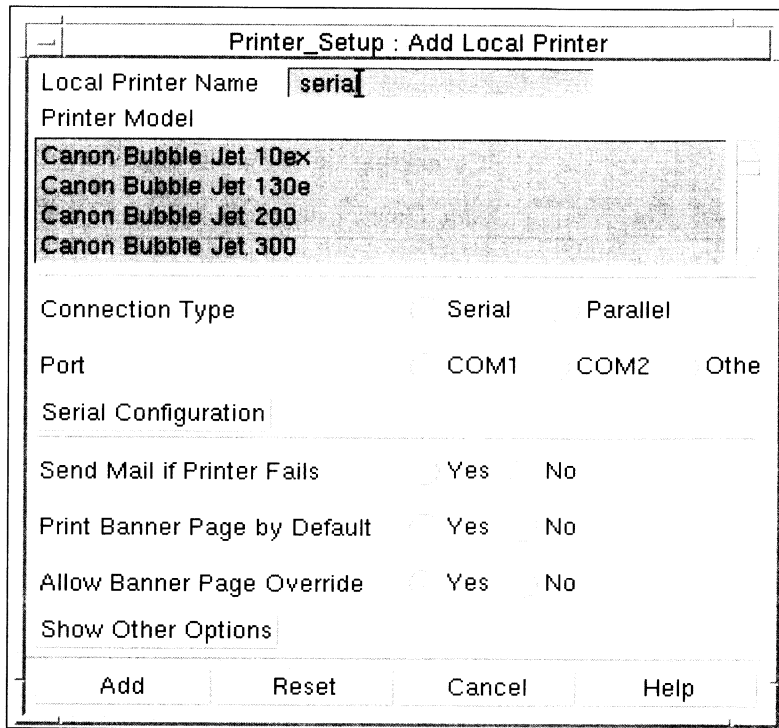 Printer_Setup : Add Local Printer
Local Printer Name serial
Printer Model
Canon Bubble Jet 10ex
Canon Bubble Jet 130e
Canon Bubble Jet 200
Canon Bubble Jet 300
Connection Type Serial Parallel
Port COM1 COM2 Othe
Serial Configuration
Send Mail if Printer Fails Yes No
Print Banner Page by Default Yes No
Allow Banner Page Override Yes No
Show Other Options
Add Reset Cancel Help